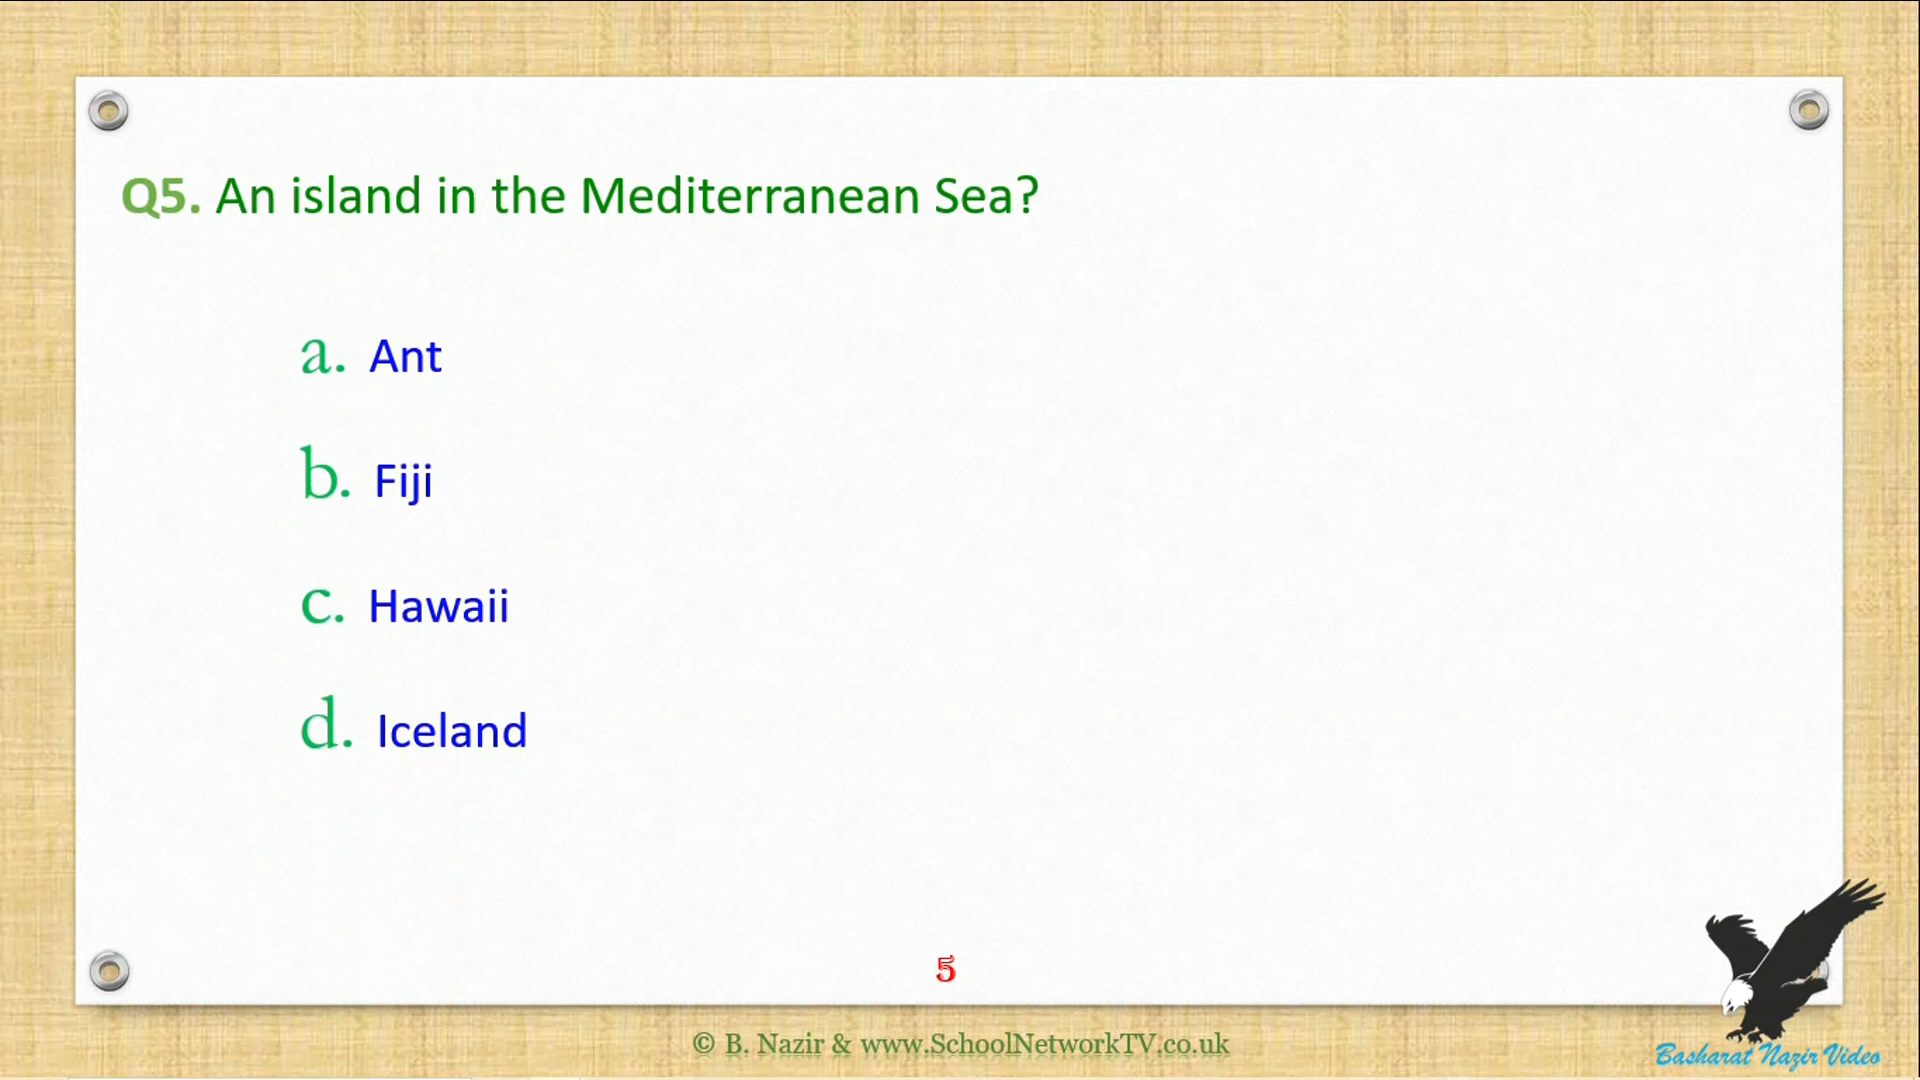 Q5. An island in the Mediterranean Sea?
a. Ant
b. Fiji
c. Hawaii
d. Iceland
5
© B. Nazir & www.SchoolNetworkTV.co.uk
Basharat Nazir Video